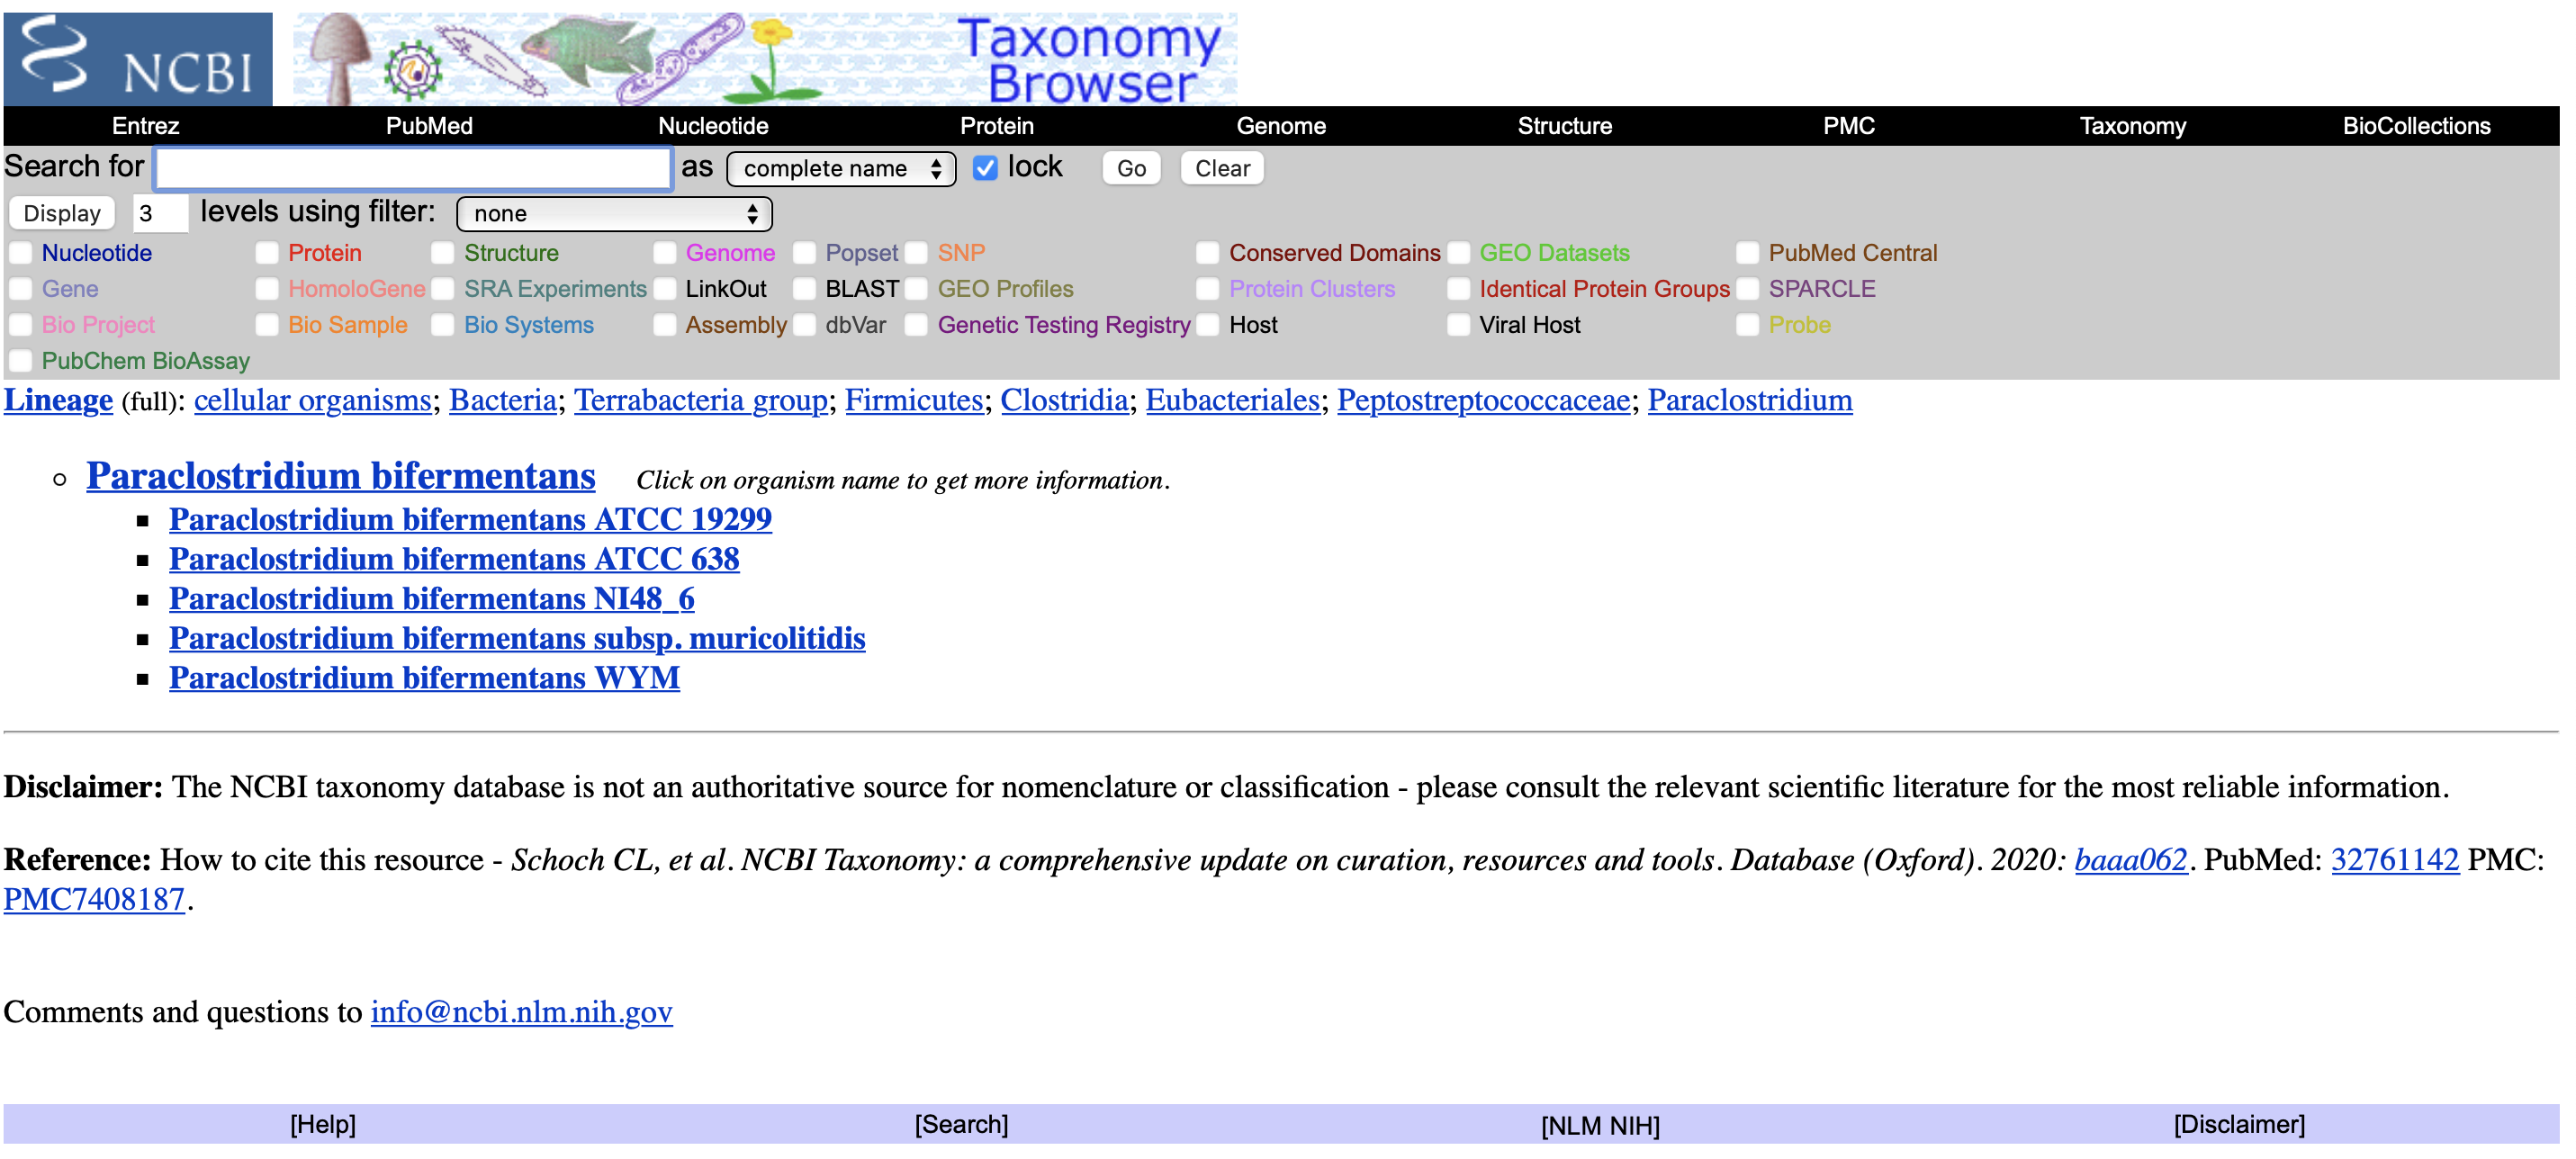 NCBI
Taxonomy
Browser
Entrez PubMed Nucleotide Protein Genome Structure PMC Taxonomy BioCollections
Search for as complete name lock Go Clear
Display 3 levels using filter: none
Nucleotide Protein Structure Genome Popset SNP Conserved Domains GEO Datasets PubMed Central
Gene HomoloGene SRA Experiments LinkOut BLAST GEO Profiles Protein Clusters Identical Protein Groups SPARCLE
Bio Project Bio Sample Bio Systems Assembly dbVar Genetic Testing Registry Host Viral Host Probe
PubChem BioAssay
Lineage (full): cellular organisms; Bacteria; Terrabacteria group; Firmicutes; Clostridia; Eubacteriales; Peptostreptococcaceae; Paraclostridium
Paraclostridium bifermentans Click on organism name to get more information.
Paraclostridium bifermentans ATCC 19299
Paraclostridium bifermentans ATCC 638
Paraclostridium bifermentans NI48_6
Paraclostridium bifermentans subsp. muricolitidis
Paraclostridium bifermentans WYM
Disclaimer: The NCBI taxonomy database is not an authoritative source for nomenclature or classification - please consult the relevant scientific literature for the most reliable information.
Reference: How to cite this resource - Schoch CL, et al. NCBI Taxonomy: a comprehensive update on curation, resources and tools. Database (Oxford). 2020: baaa062. PubMed: 32761142 PMC:
PMC7408187.
Comments and questions to info@ncbi.nlm.nih.gov
[Help] [Search] [NLM NIH] [Disclaimer]